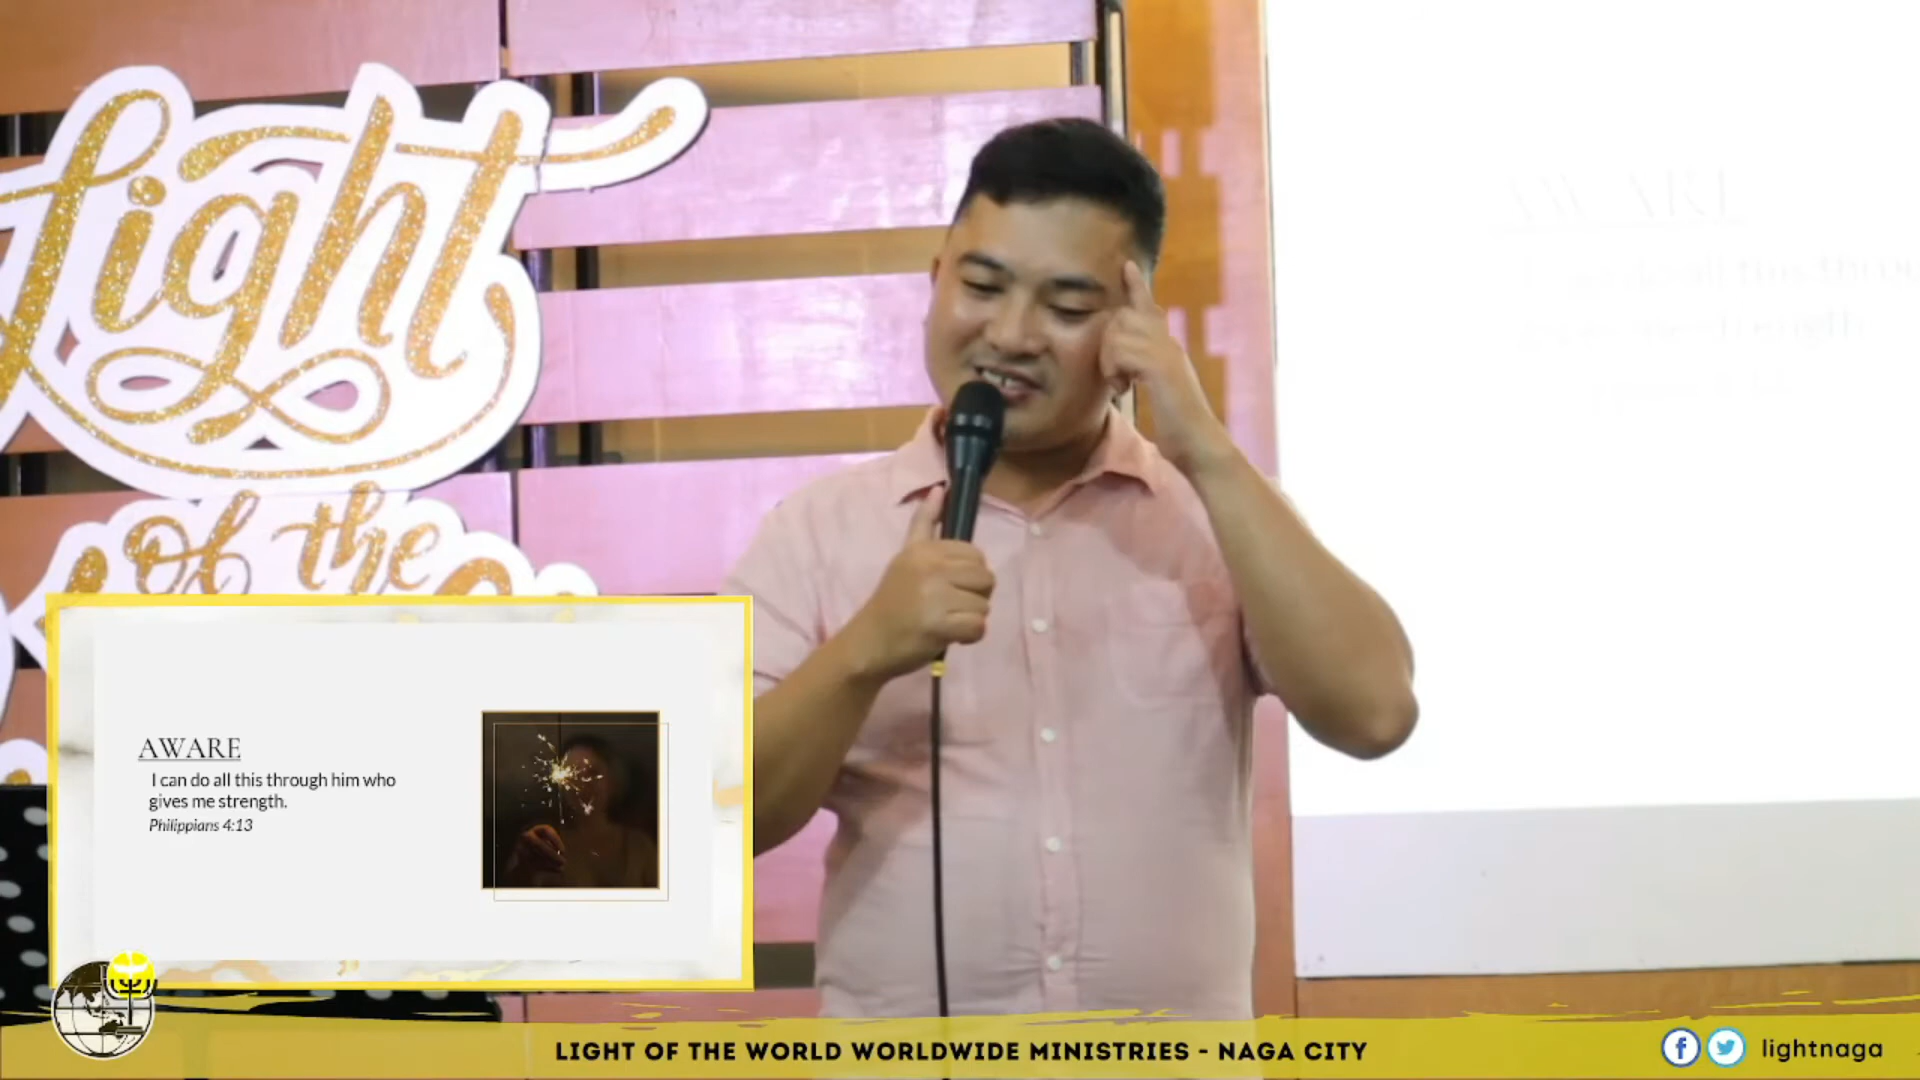 Light
of the
AWARE
I can do all this through him who
gives me strength.
Philippians 4:13
LIGHT OF THE WORLD WORLDWIDE MINISTRIES - NAGA CITY
lightnaga